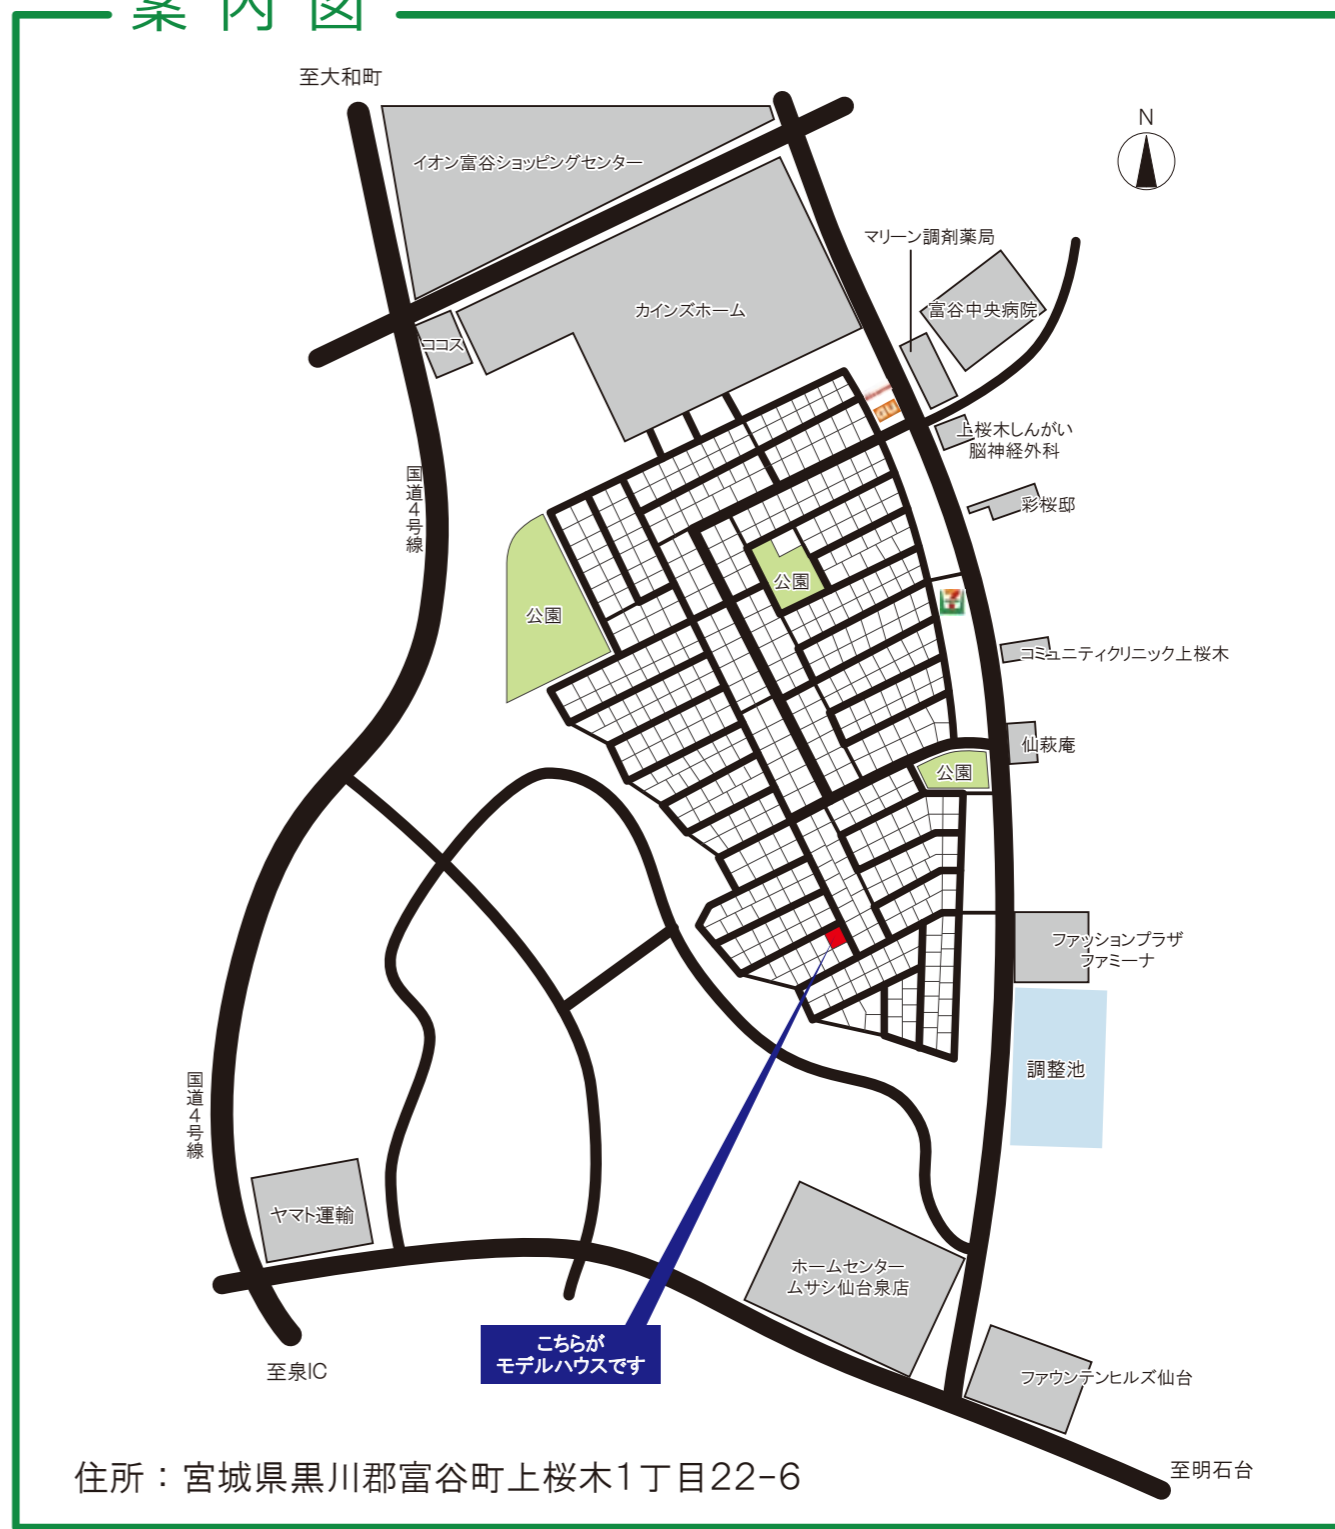 案内図
至大和町
N
イオン富谷ショッピングセンター
マリーン調剤薬局
富谷中央病院
カインズホーム
ココス
au
上桜木しんがい
脳神経外科
国道4号線
彩桜邸
公園
公園
7
コミュニティクリニック上桜木
仙萩庵
公園
ファッションプラザ
ファミーナ
調整池
国道4号線
ヤマト運輸
ホームセンター
ムサシ仙台泉店
こちらが
モデルハウスです
至泉IC
ファウンテンヒルズ仙台
至明石台
住所：宮城県黒川郡富谷町上桜木1丁目22-6